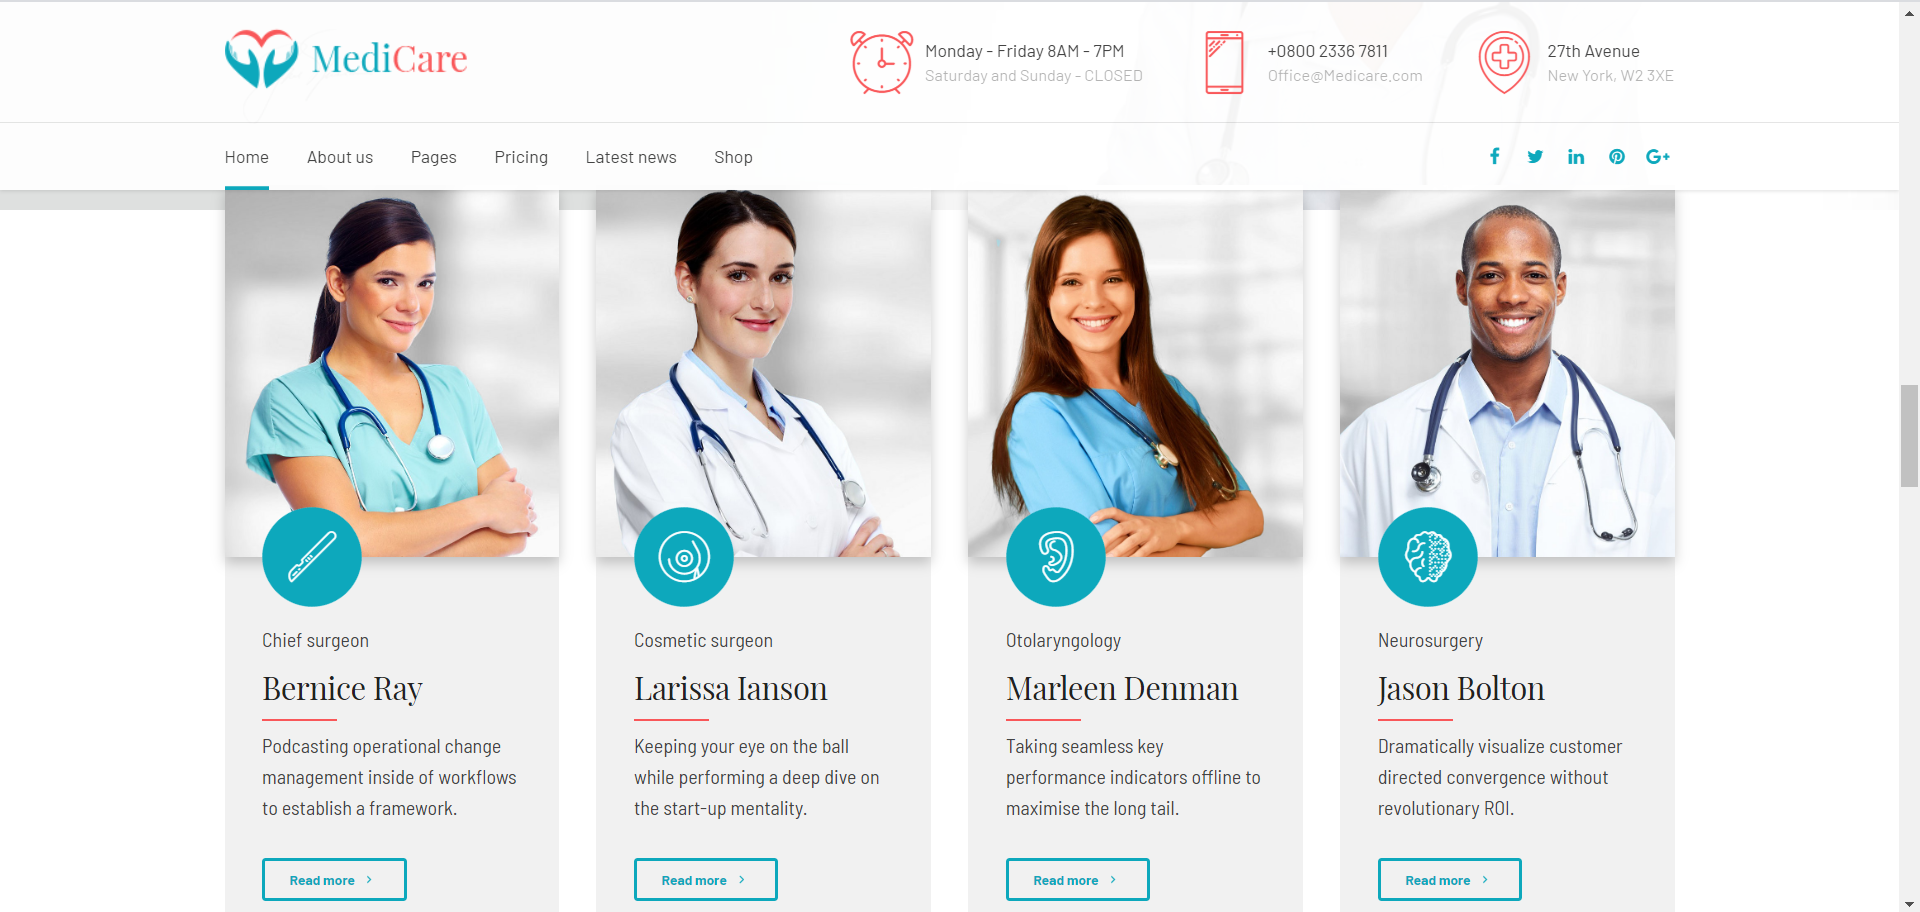 MediCare
Monday - Friday 8AM - 7PM
Saturday and Sunday - CLOSED
+0800 2336 7811
Office@Medicare.com
27th Avenue
New York, W2 3XE
Home About us Pages Pricing Latest news Shop
Chief surgeon
Bernice Ray
Podcasting operational change
management inside of workflows
to establish a framework.
Read more
Cosmetic surgeon
Larissa Ianson
Keeping your eye on the ball
while performing a deep dive on
the start-up mentality.
Read more
Otolaryngology
Marleen Denman
Taking seamless key
performance indicators offline to
maximise the long tail.
Read more
Neurosurgery
Jason Bolton
Dramatically visualize customer
directed convergence without
revolutionary ROI.
Read more